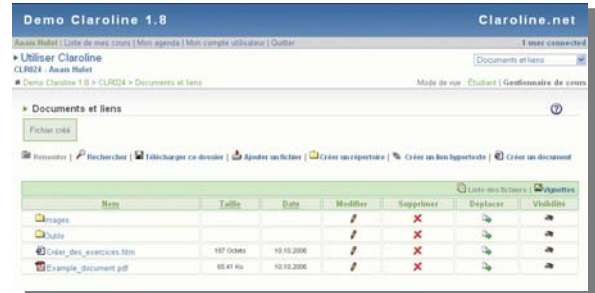 Demo Claroline 1.8 Claroline.net
Anais Hulet : Liste de mes cours | Mon agenda | Mon compte utilisateur | Quitter 1 user connected
Utiliser Claroline Documents et liens
CLR024 - Anais Hulet
Demo Claroline 1.8 > CLR024 > Documents et liens Mode de vue : Étudiant | Gestionnaire de cours
Documents et liens
Fichier créé
Remonter | Rechercher | Télécharger ce dossier | Ajouter un fichier | Créer un répertoire | Créer un lien hypertexte | Créer un document
Liste des fichiers | Vignettes
Nom Taille Date Modifier Supprimer Déplacer Visibilité
Images
Outils
Créer_des_exercices.htm 187 Octets 10.10.2006
Example_document.pdf 65.41 Ko 10.10.2006